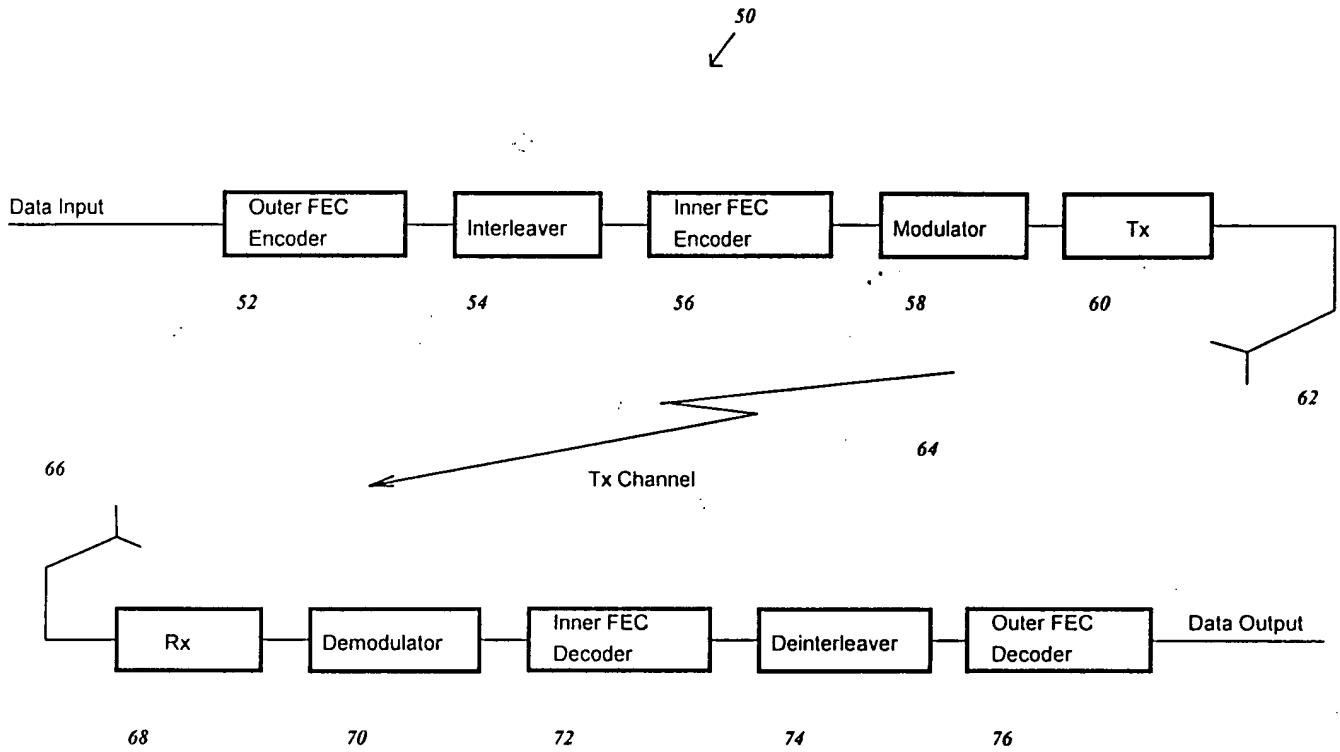 50
Data Input
Outer FEC
Encoder
Interleaver
Inner FEC
Encoder
Modulator
Tx
52
54
56
58
60
62
64
Tx Channel
66
Rx
Demodulator
Inner FEC
Decoder
Deinterleaver
Outer FEC
Decoder
Data Output
68
70
72
74
76